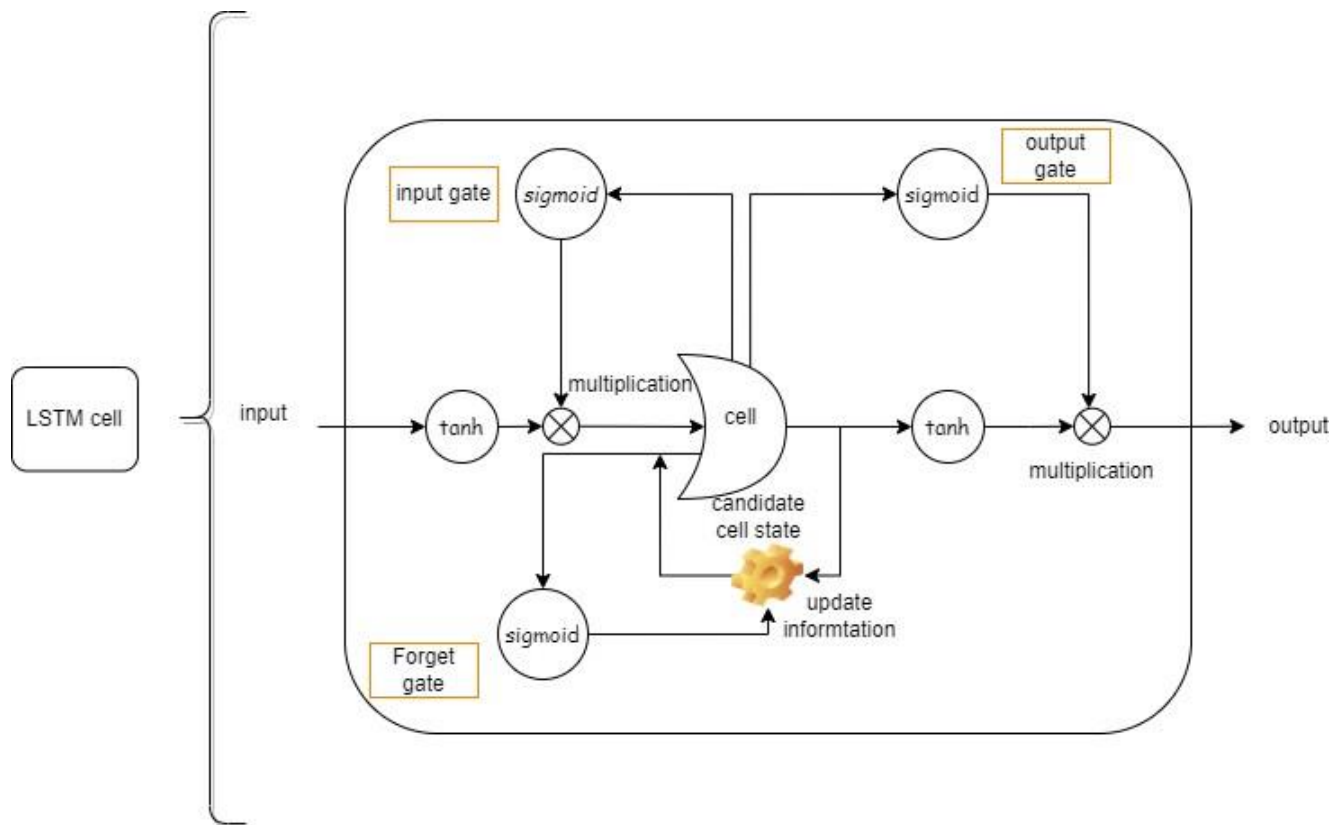 output
gate
input gate
sigmoid
sigmoid
multiplication
LSTM cell
input
tanh
cell
tanh
output
multiplication
candidate
cell state
update
informtation
sigmoid
Forget
gate